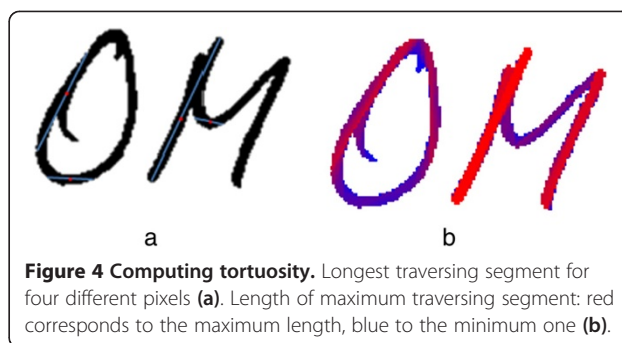 OM OM
a b
Figure 4 Computing tortuosity. Longest traversing segment for
four different pixels (a). Length of maximum traversing segment: red
corresponds to the maximum length, blue to the minimum one (b).